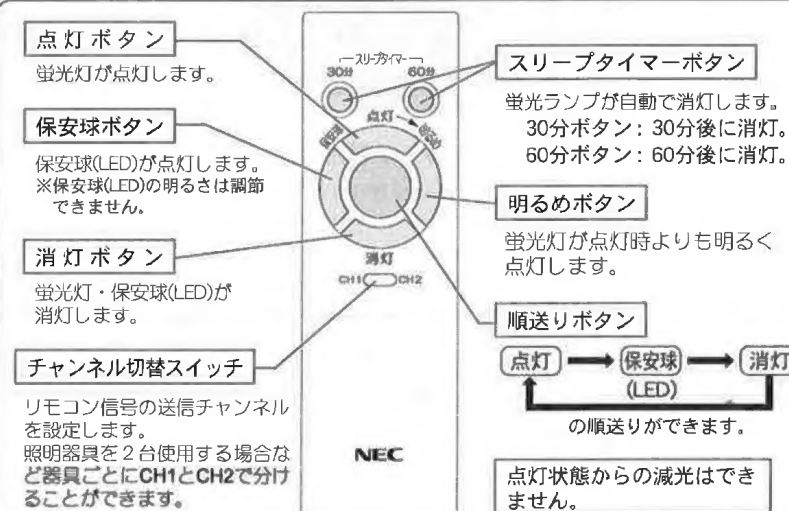 点灯ボタン
蛍光灯が点灯します。
保安球ボタン
保安球(LED)が点灯します。
※保安球(LED)の明るさは調節
できません。
消灯ボタン
蛍光灯・保安球(LED)が
消灯します。
チャンネル切替スイッチ
リモコン信号の送信チャンネル
を設定します。
照明器具を2台使用する場合な
ど器具ごとにCH1とCH2で分け
ることができます。
スリープタイマー
30分 60分
点灯
保安球 明るめ
消灯
CH1 CH2
NEC
スリープタイマーボタン
蛍光ランプが自動で消灯します。
30分ボタン：30分後に消灯。
60分ボタン：60分後に消灯。
明るめボタン
蛍光灯が点灯時よりも明るく
点灯します。
順送りボタン
点灯 保安球 消灯
(LED)
の順送りができます。
点灯状態からの減光はでき
ません。